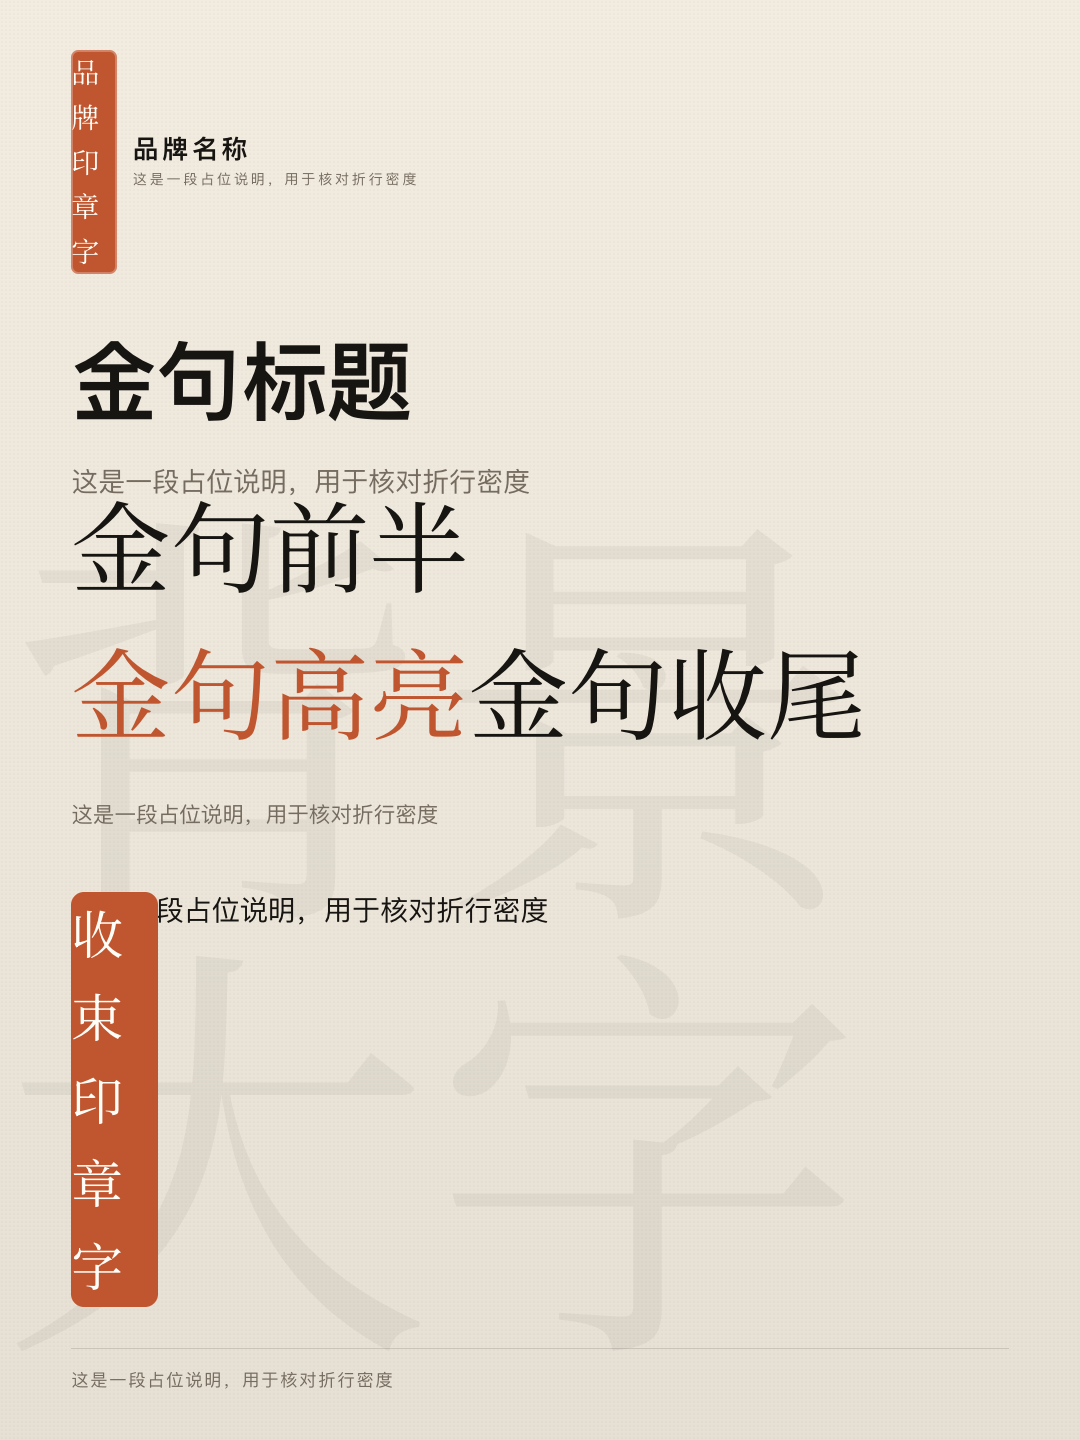 品牌印章字
品牌名称
这是一段占位说明，用于核对折行密度
金句标题
这是一段占位说明，用于核对折行密度
金句前半
金句高亮金句收尾
背景
这是一段占位说明，用于核对折行密度
收束印章字
段占位说明，用于核对折行密度
大字
这是一段占位说明，用于核对折行密度